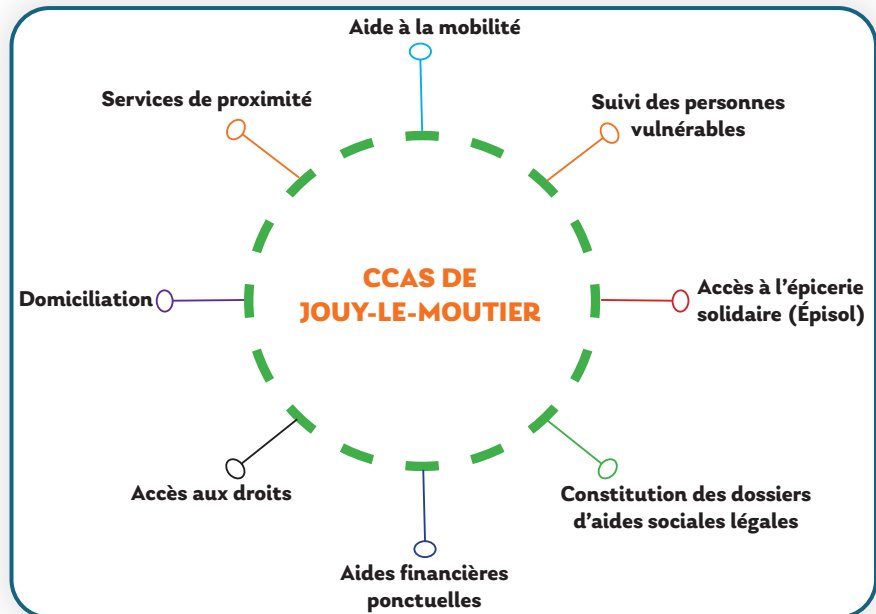 Aide à la mobilité
Services de proximité
Suivi des personnes
vulnérables
CCAS DE
JOUY-LE-MOUTIER
Domiciliation
Accès à l’épicerie
solidaire (Épisol)
Accès aux droits
Constitution des dossiers
d’aides sociales légales
Aides financières
ponctuelles